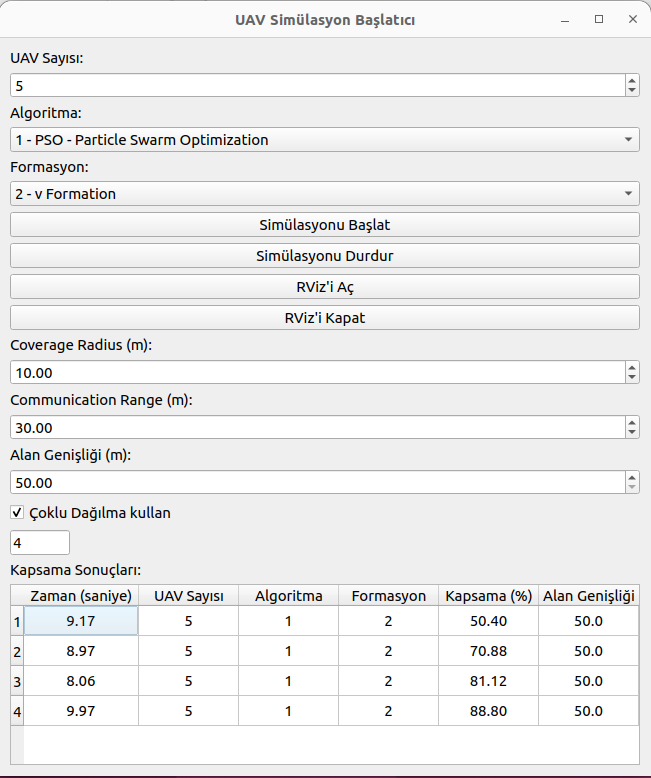 UAV Simülasyon Başlatıcı
UAV Sayısı:
5
Algoritma:
1 - PSO - Particle Swarm Optimization
Formasyon:
2 - v Formation
Simülasyonu Başlat
Simülasyonu Durdur
RViz'i Aç
RViz'i Kapat
Coverage Radius (m):
10.00
Communication Range (m):
30.00
Alan Genişliği (m):
50.00
Çoklu Dağılma kullan
4
Kapsama Sonuçları:
Zaman (saniye) UAV Sayısı Algoritma Formasyon Kapsama (%) Alan Genişliği
1 9.17 5 1 2 50.40 50.0
2 8.97 5 1 2 70.88 50.0
3 8.06 5 1 2 81.12 50.0
4 9.97 5 1 2 88.80 50.0